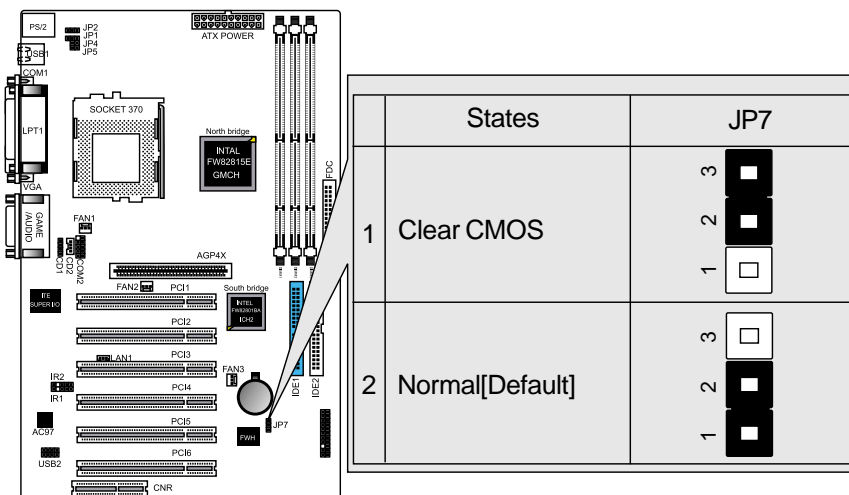 PS/2
JP2
JP1
JP4
JP5
ATX POWER
USB1
COM1
SOCKET 370
LPT1
North bridge
INTAL
FW82815E
GMCH
FDC
VGA
GAME
/AUDIO
FAN1
CD1
CD2
COM2
AGP4X
FAN2
PCI1
South bridge
ITE
SUPER I/O
INTEL
FW82801BA
ICH2
PCI2
PCI3
LAN1
FAN3
IR2
IR1
PCI4
IDE1
IDE2
AC97
PCI5
FWH
JP7
USB2
PCI6
CNR
States JP7
1 Clear CMOS
3
2
1
2 Normal[Default]
3
2
1